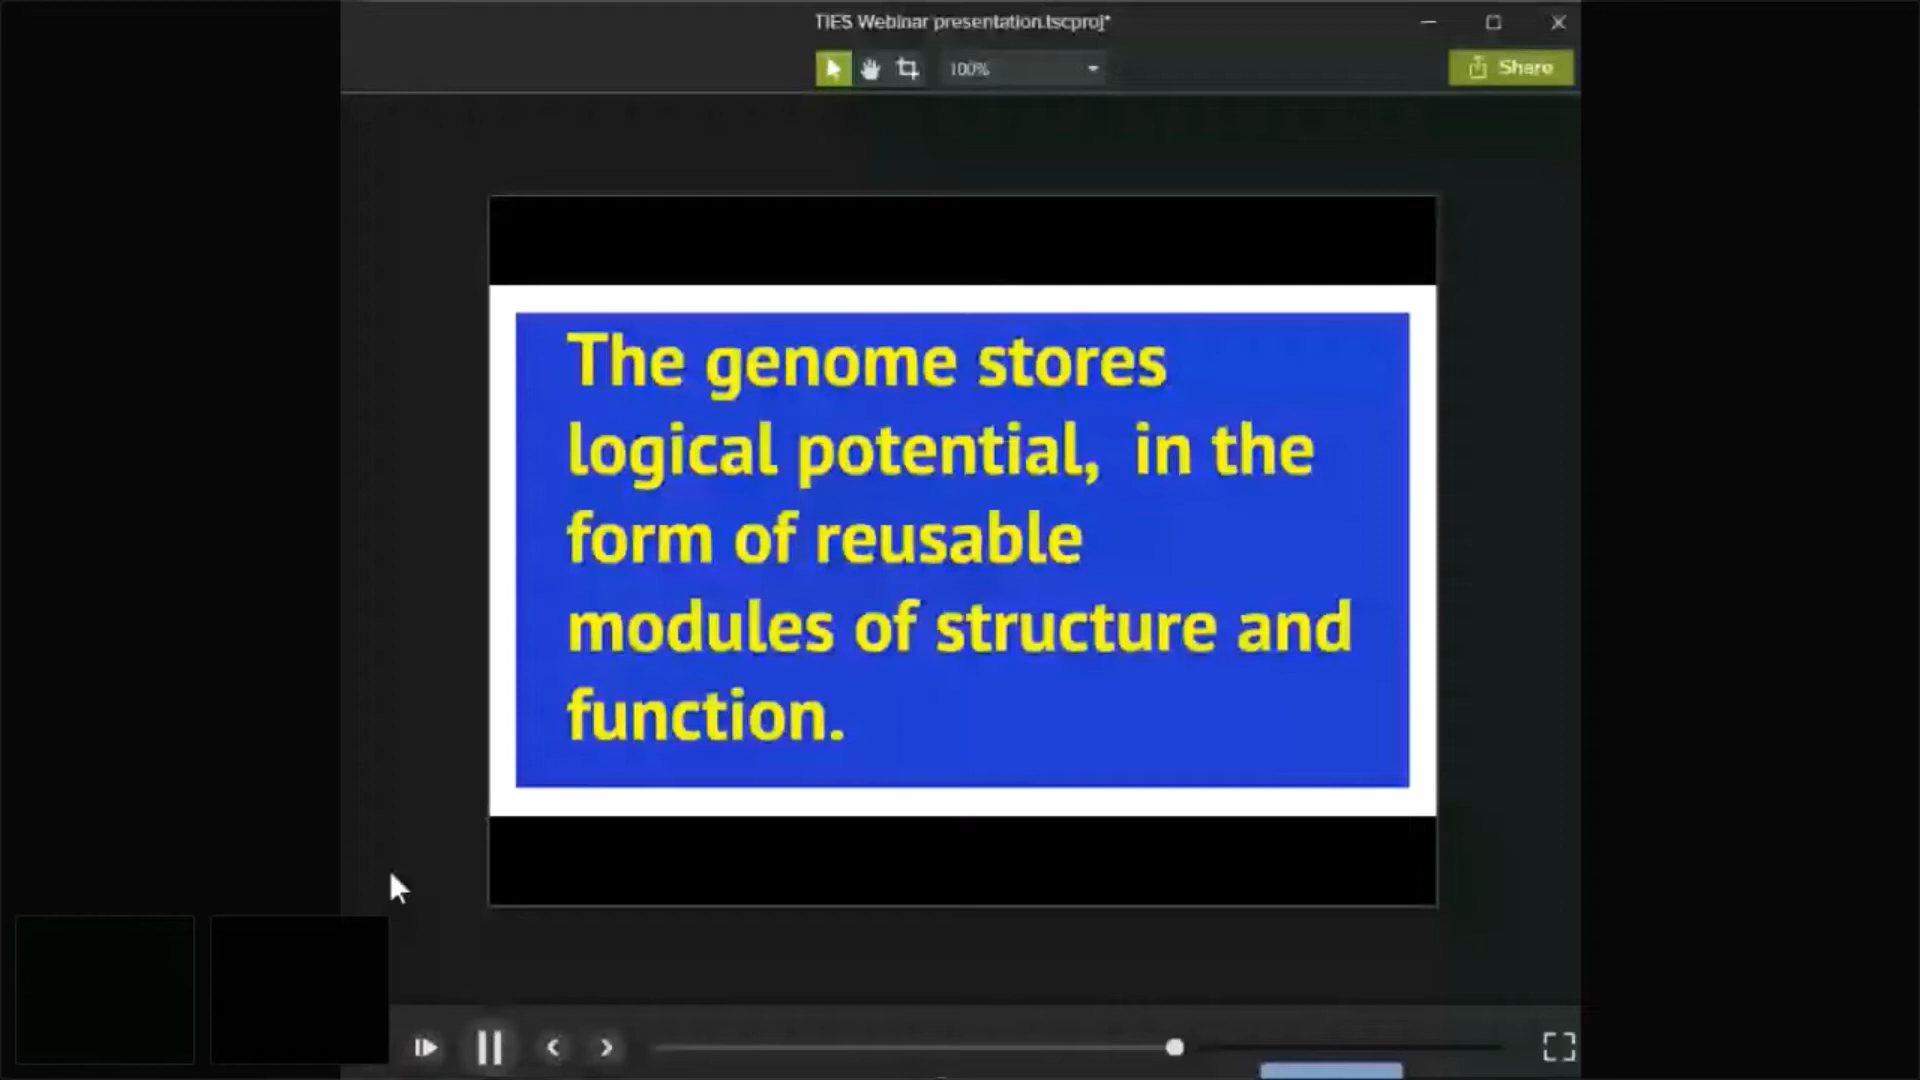 TIES Webinar presentation.tscproj*
100%
Share
The genome stores
logical potential,  in the
form of reusable
modules of structure and
function.